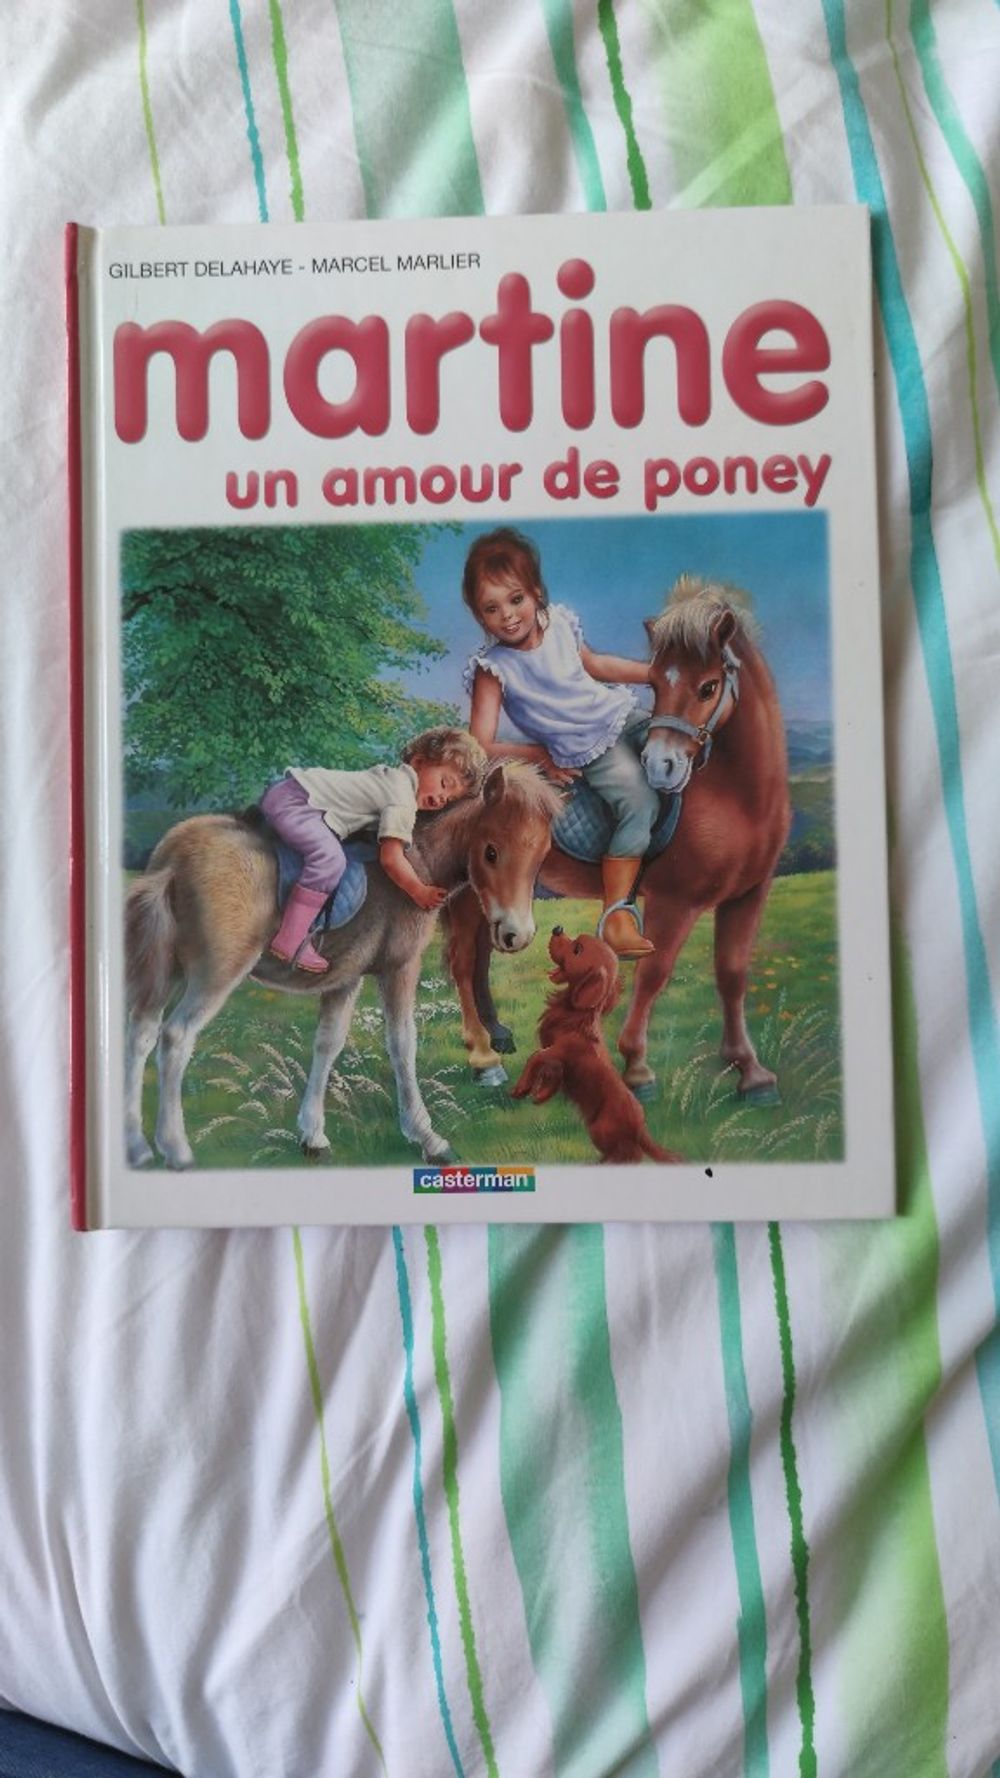 GILBERT DELAHAYE - MARCEL MARLIER
martine
un amour de poney
casterman